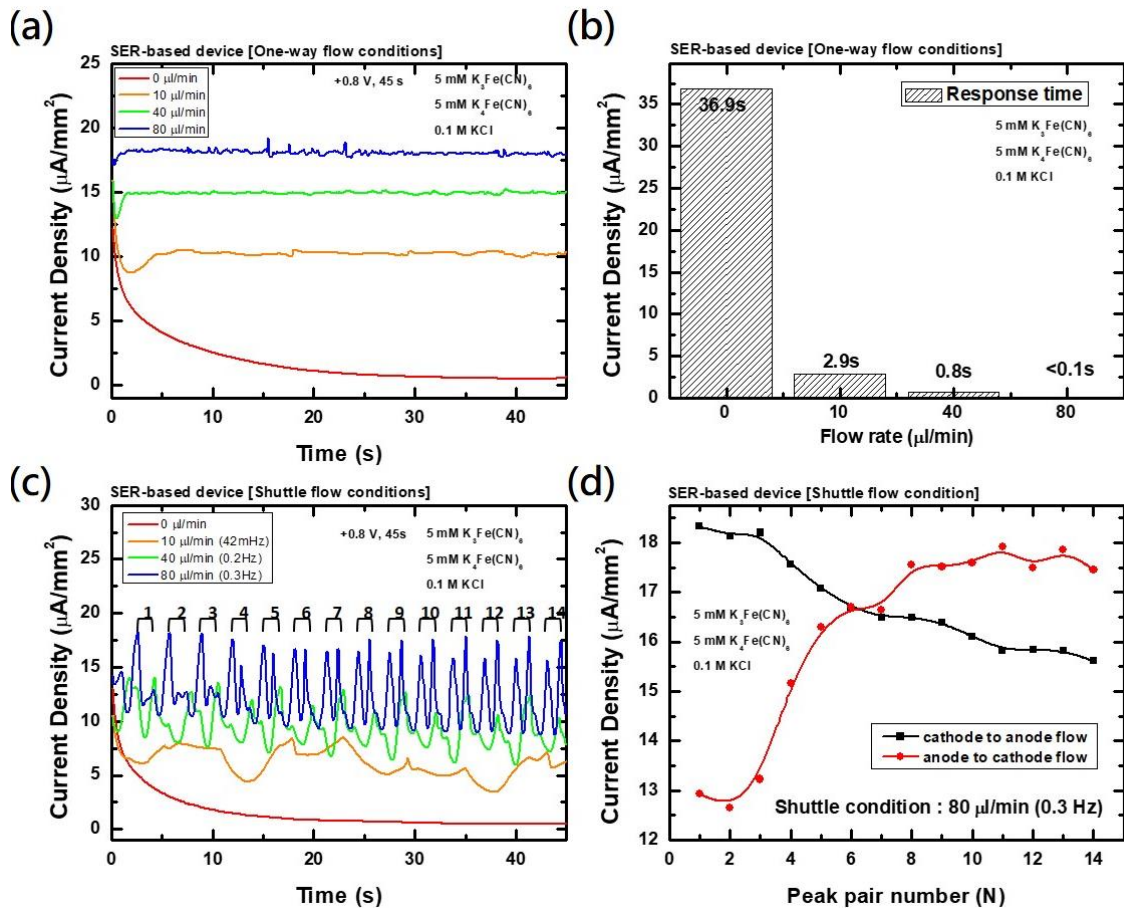 (a)
SER-based device [One-way flow conditions]
0 μl/min
10 μl/min
40 μl/min
80 μl/min
+0.8 V, 45 s
5 mM K3Fe(CN)6
5 mM K4Fe(CN)6
0.1 M KCl
25
20
15
10
5
0
Current Density (μA/mm²)
0 10 20 30 40
Time (s)
(b)
SER-based device [One-way flow conditions]
Response time
5 mM K3Fe(CN)6
5 mM K4Fe(CN)6
0.1 M KCl
36.9s
2.9s
0.8s
<0.1s
35
30
25
20
15
10
5
0
Current Density (μA/mm²)
0 10 40 80
Flow rate (μl/min)
(c)
SER-based device [Shuttle flow conditions]
0 μl/min
10 μl/min (42mHz)
40 μl/min (0.2Hz)
80 μl/min (0.3Hz)
+0.8 V, 45s
5 mM K3Fe(CN)6
5 mM K4Fe(CN)6
0.1 M KCl
1 2 3 4 5 6 7 8 9 10 11 12 13 14
30
25
20
15
10
5
0
Current Density (μA/mm²)
0 10 20 30 40
Time (s)
(d)
SER-based device [Shuttle flow condition]
5 mM K3Fe(CN)6
5 mM K4Fe(CN)6
0.1 M KCl
cathode to anode flow
anode to cathode flow
Shuttle condition : 80 μl/min (0.3 Hz)
18
17
16
15
14
13
12
Current Density (μA/mm²)
0 2 4 6 8 10 12 14
Peak pair number (N)